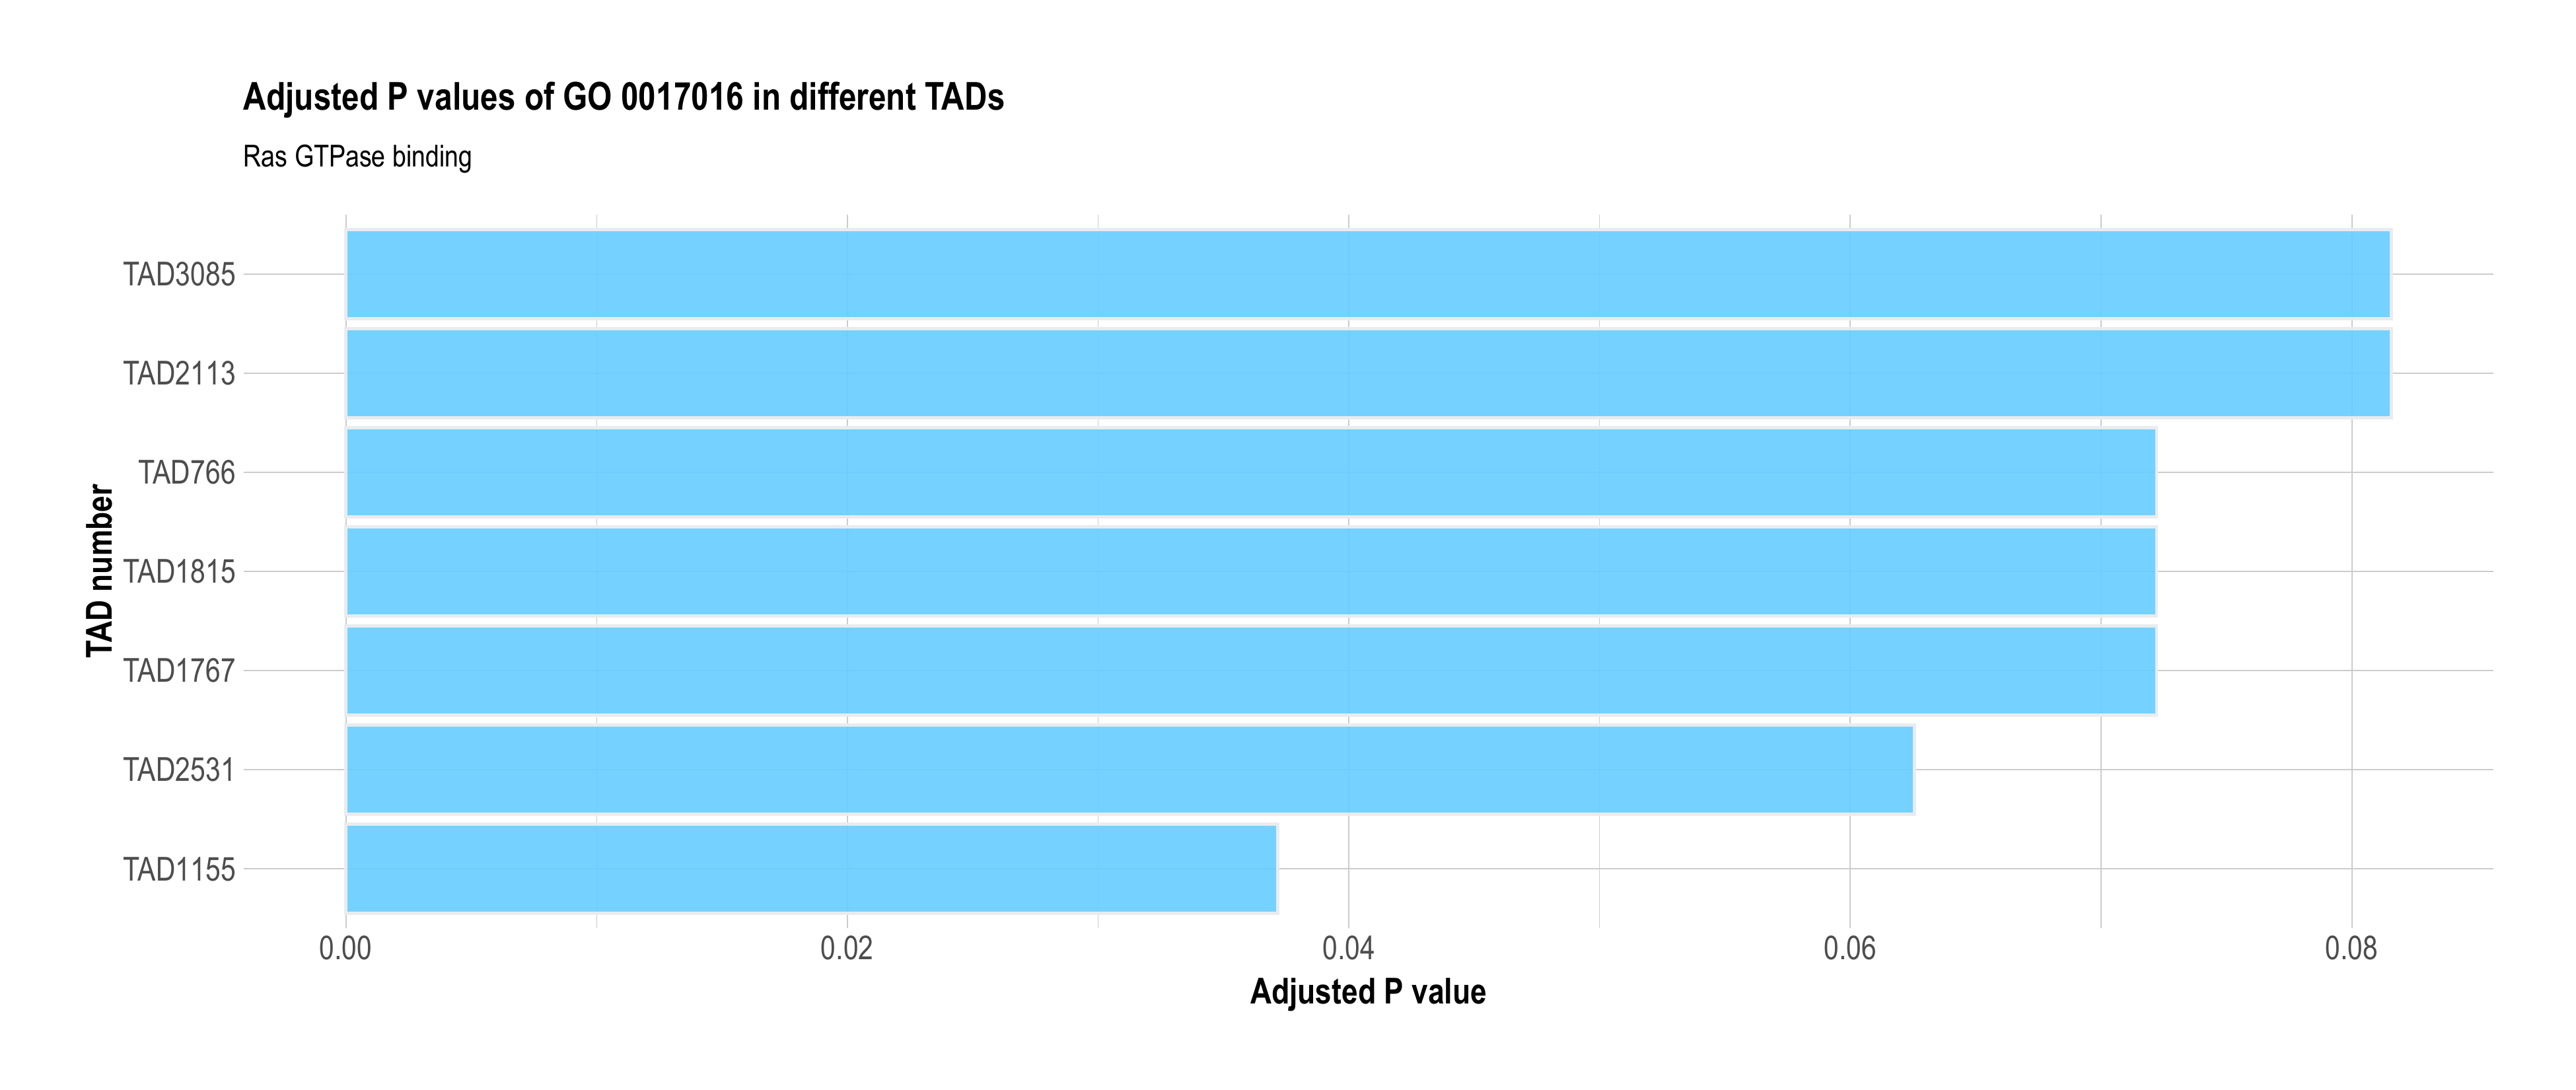 Adjusted P values of GO 0017016 in different TADs
Ras GTPase binding
TAD number
TAD3085
TAD2113
TAD766
TAD1815
TAD1767
TAD2531
TAD1155
0.00 0.02 0.04 0.06 0.08
Adjusted P value